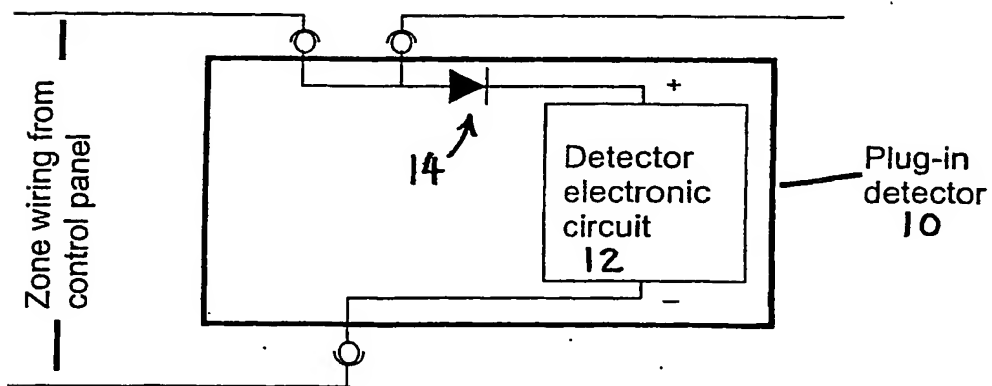 Zone wiring from
control panel
14
+
Detector
electronic
circuit
12
−
Plug-in
detector
10